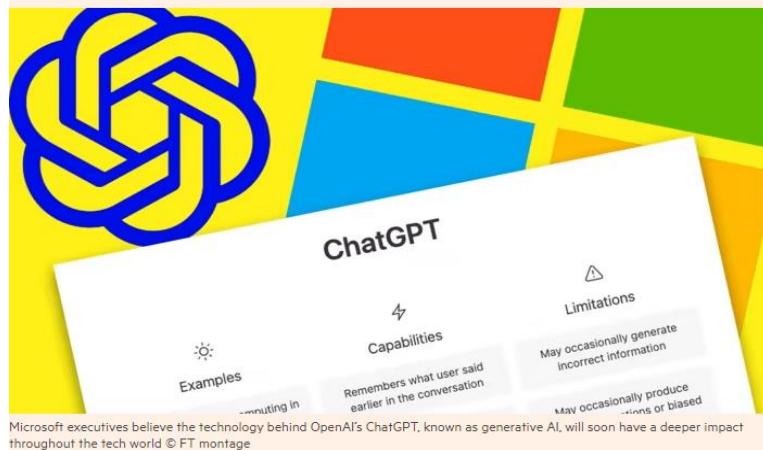 ChatGPT
Examples
Capabilities
Limitations
Remembers what user said
earlier in the conversation
May occasionally generate
incorrect information
May occasionally produce
or biased
Microsoft executives believe the technology behind OpenAI's ChatGPT, known as generative AI, will soon have a deeper impact
throughout the tech world © FT montage